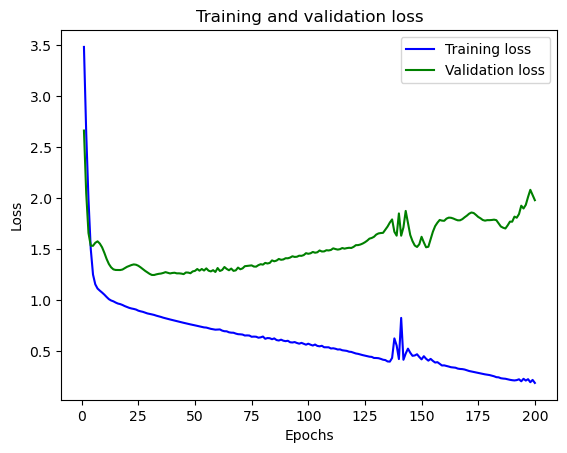 Training and validation loss
Training loss
Validation loss
3.5
3.0
2.5
2.0
1.5
1.0
0.5
Loss
0 25 50 75 100 125 150 175 200
Epochs